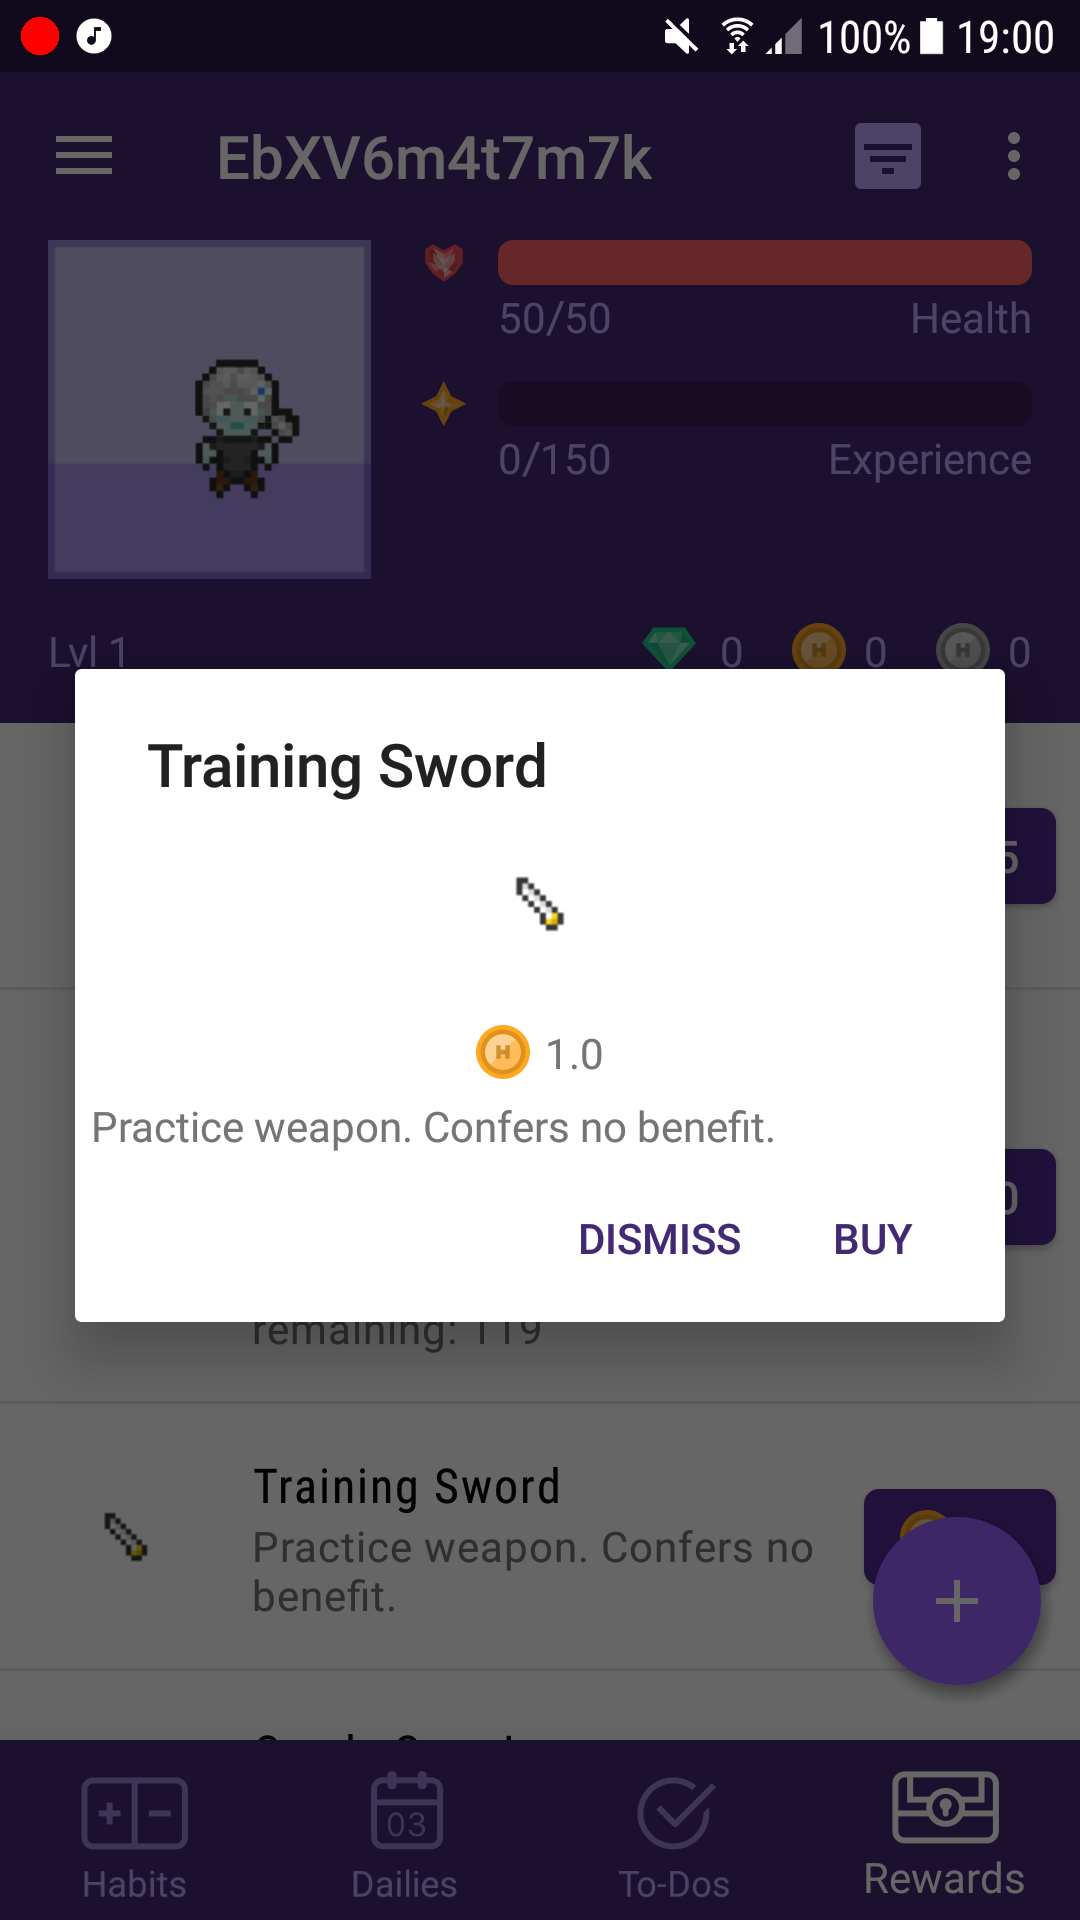 100% 19:00
EbXV6m4t7m7k
50/50 Health
0/150 Experience
Lvl 1 0 0 0
Training Sword
1.0
Practice weapon. Confers no benefit.
DISMISS BUY
remaining: 119
Training Sword
Practice weapon. Confers no
benefit.
03
Habits Dailies To-Dos Rewards